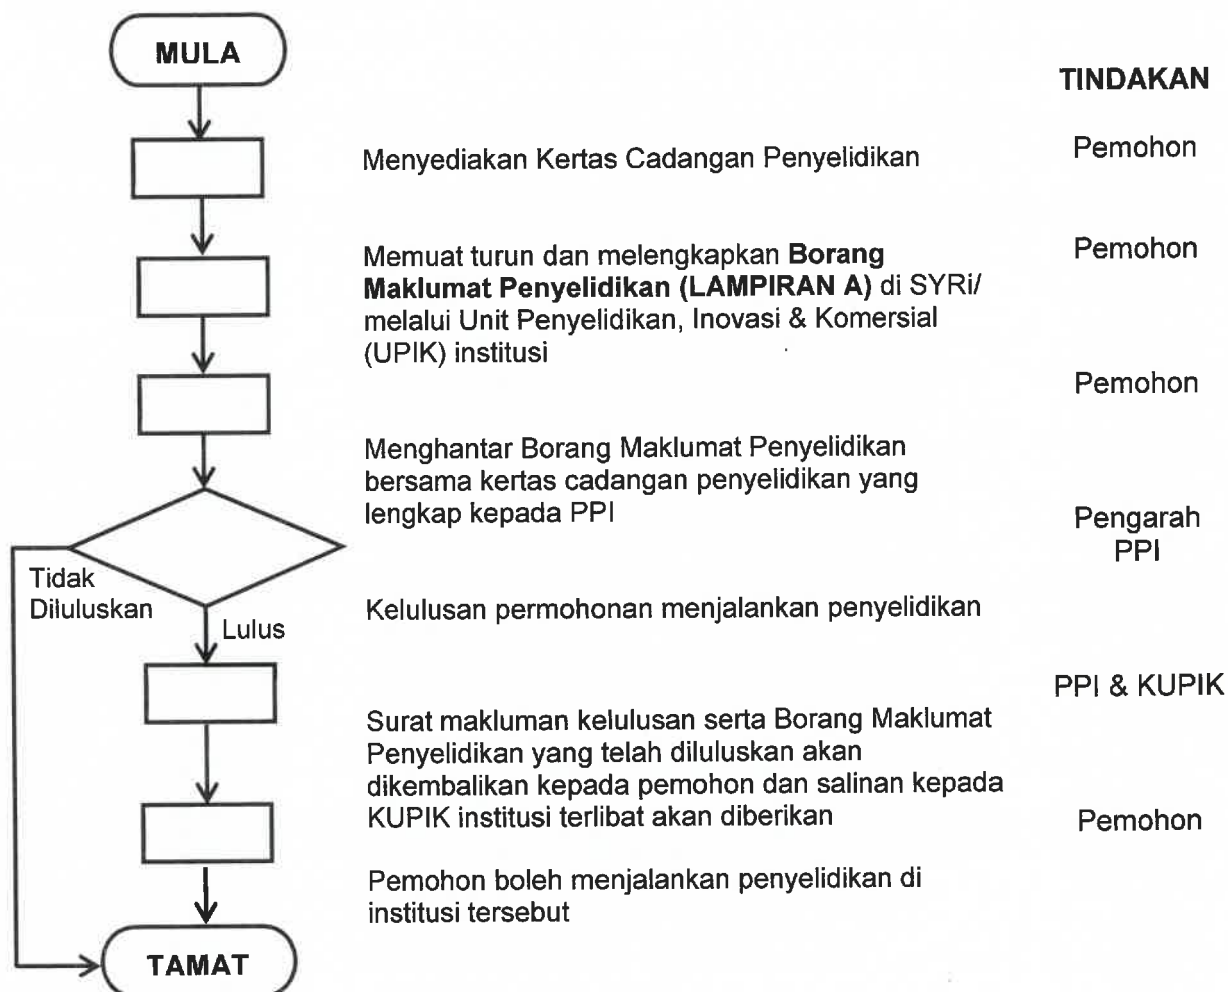 MULA
TINDAKAN
Menyediakan Kertas Cadangan Penyelidikan
Pemohon
Memuat turun dan melengkapkan Borang
Maklumat Penyelidikan (LAMPIRAN A) di SYRi/
melalui Unit Penyelidikan, Inovasi & Komersial
(UPIK) institusi
Pemohon
Pemohon
Menghantar Borang Maklumat Penyelidikan
bersama kertas cadangan penyelidikan yang
lengkap kepada PPI
Pengarah
PPI
Tidak
Diluluskan
Lulus
Kelulusan permohonan menjalankan penyelidikan
PPI & KUPIK
Surat makluman kelulusan serta Borang Maklumat
Penyelidikan yang telah diluluskan akan
dikembalikan kepada pemohon dan salinan kepada
KUPIK institusi terlibat akan diberikan
Pemohon
Pemohon boleh menjalankan penyelidikan di
institusi tersebut
TAMAT